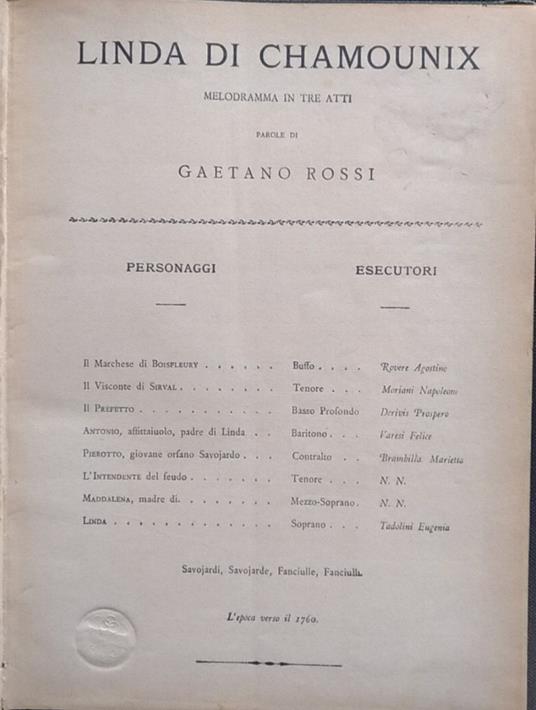 LINDA DI CHAMOUNIX
MELODRAMMA IN TRE ATTI
PAROLE DI
GAETANO ROSSI
PERSONAGGI ESECUTORI
Il Marchese di BOISFLEURY . . . . . . Buffo . . . . Rovere Agostino
Il Visconte di SIRVAL . . . . . . . . Tenore . . . Moriani Napoleone
Il PREFETTO . . . . . . . . . . . Basso Profondo Derivis Prospero
ANTONIO, affittaiuolo, padre di Linda . . Baritono . . . Varesi Felice
PIEROTTO, giovane orfano Savojardo . . . Contralto . . Brambilla Marietta
L'INTENDENTE del feudo . . . . . . . Tenore . . . N. N.
MADDALENA, madre di. . . . . . . . Mezzo-Soprano. N. N.
LINDA . . . . . . . . . . . . . Soprano . . . Tadolini Eugenia
Savojardi, Savojarde, Fanciulle, Fanciulli.
L'epoca verso il 1760.